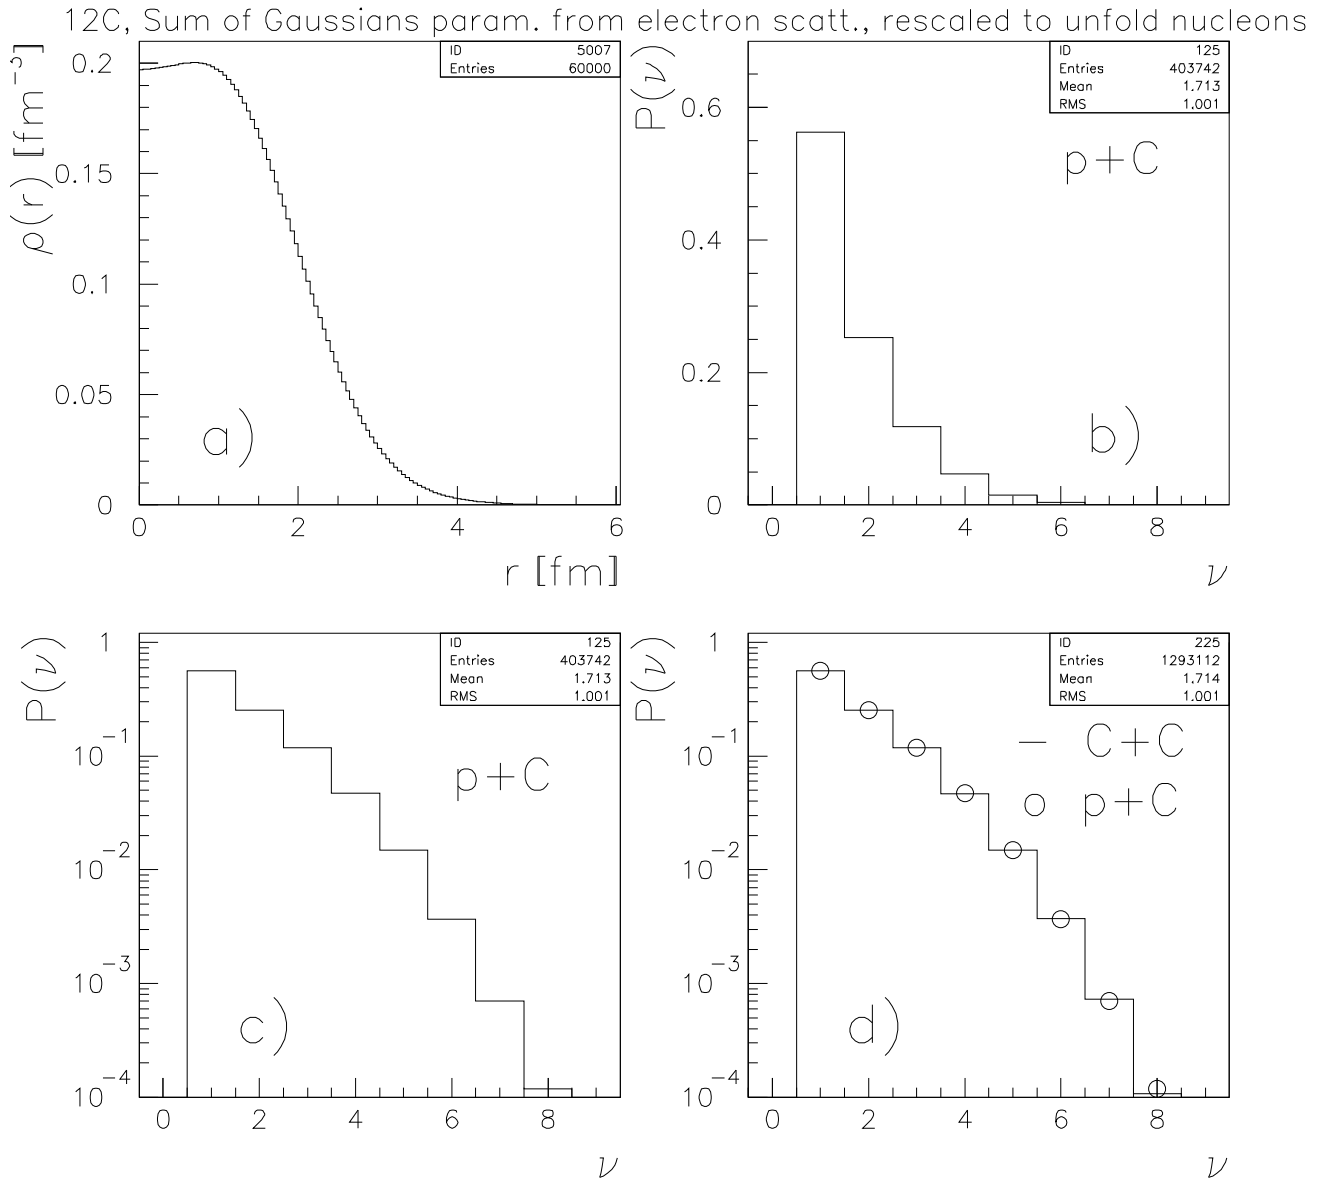 12C, Sum of Gaussians param. from electron scatt., rescaled to unfold nucleons
ρ(r) [fm⁻³]
ID 5007
Entries 60000
0.2
0.15
0.1
0.05
0
a)
0 2 4 6
r [fm]
P(ν)
ID 125
Entries 403742
Mean 1.713
RMS 1.001
p+C
0.6
0.4
0.2
0
b)
0 2 4 6 8
ν
P(ν)
ID 125
Entries 403742
Mean 1.713
RMS 1.001
p+C
1
10⁻¹
10⁻²
10⁻³
10⁻⁴
c)
0 2 4 6 8
ν
P(ν)
ID 225
Entries 1293112
Mean 1.714
RMS 1.001
– C+C
o p+C
1
10⁻¹
10⁻²
10⁻³
10⁻⁴
d)
0 2 4 6 8
ν